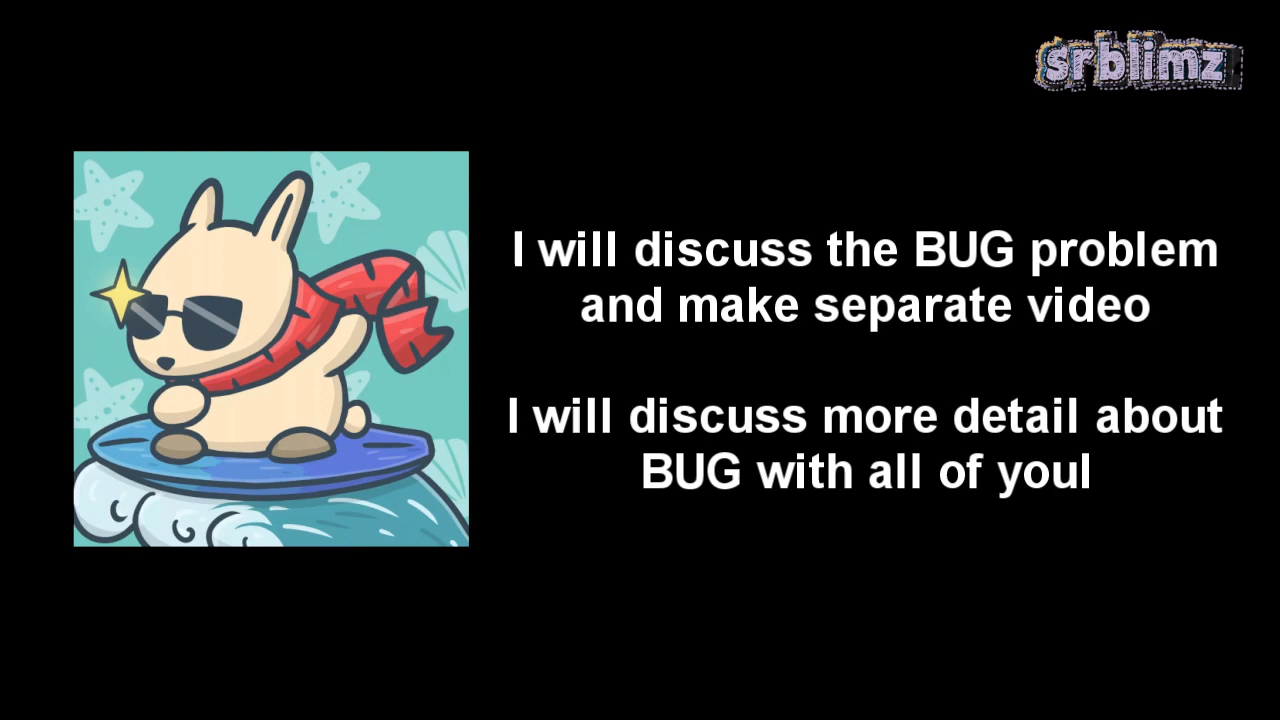 srblimz
I will discuss the BUG problem
and make separate video
I will discuss more detail about
BUG with all of youl